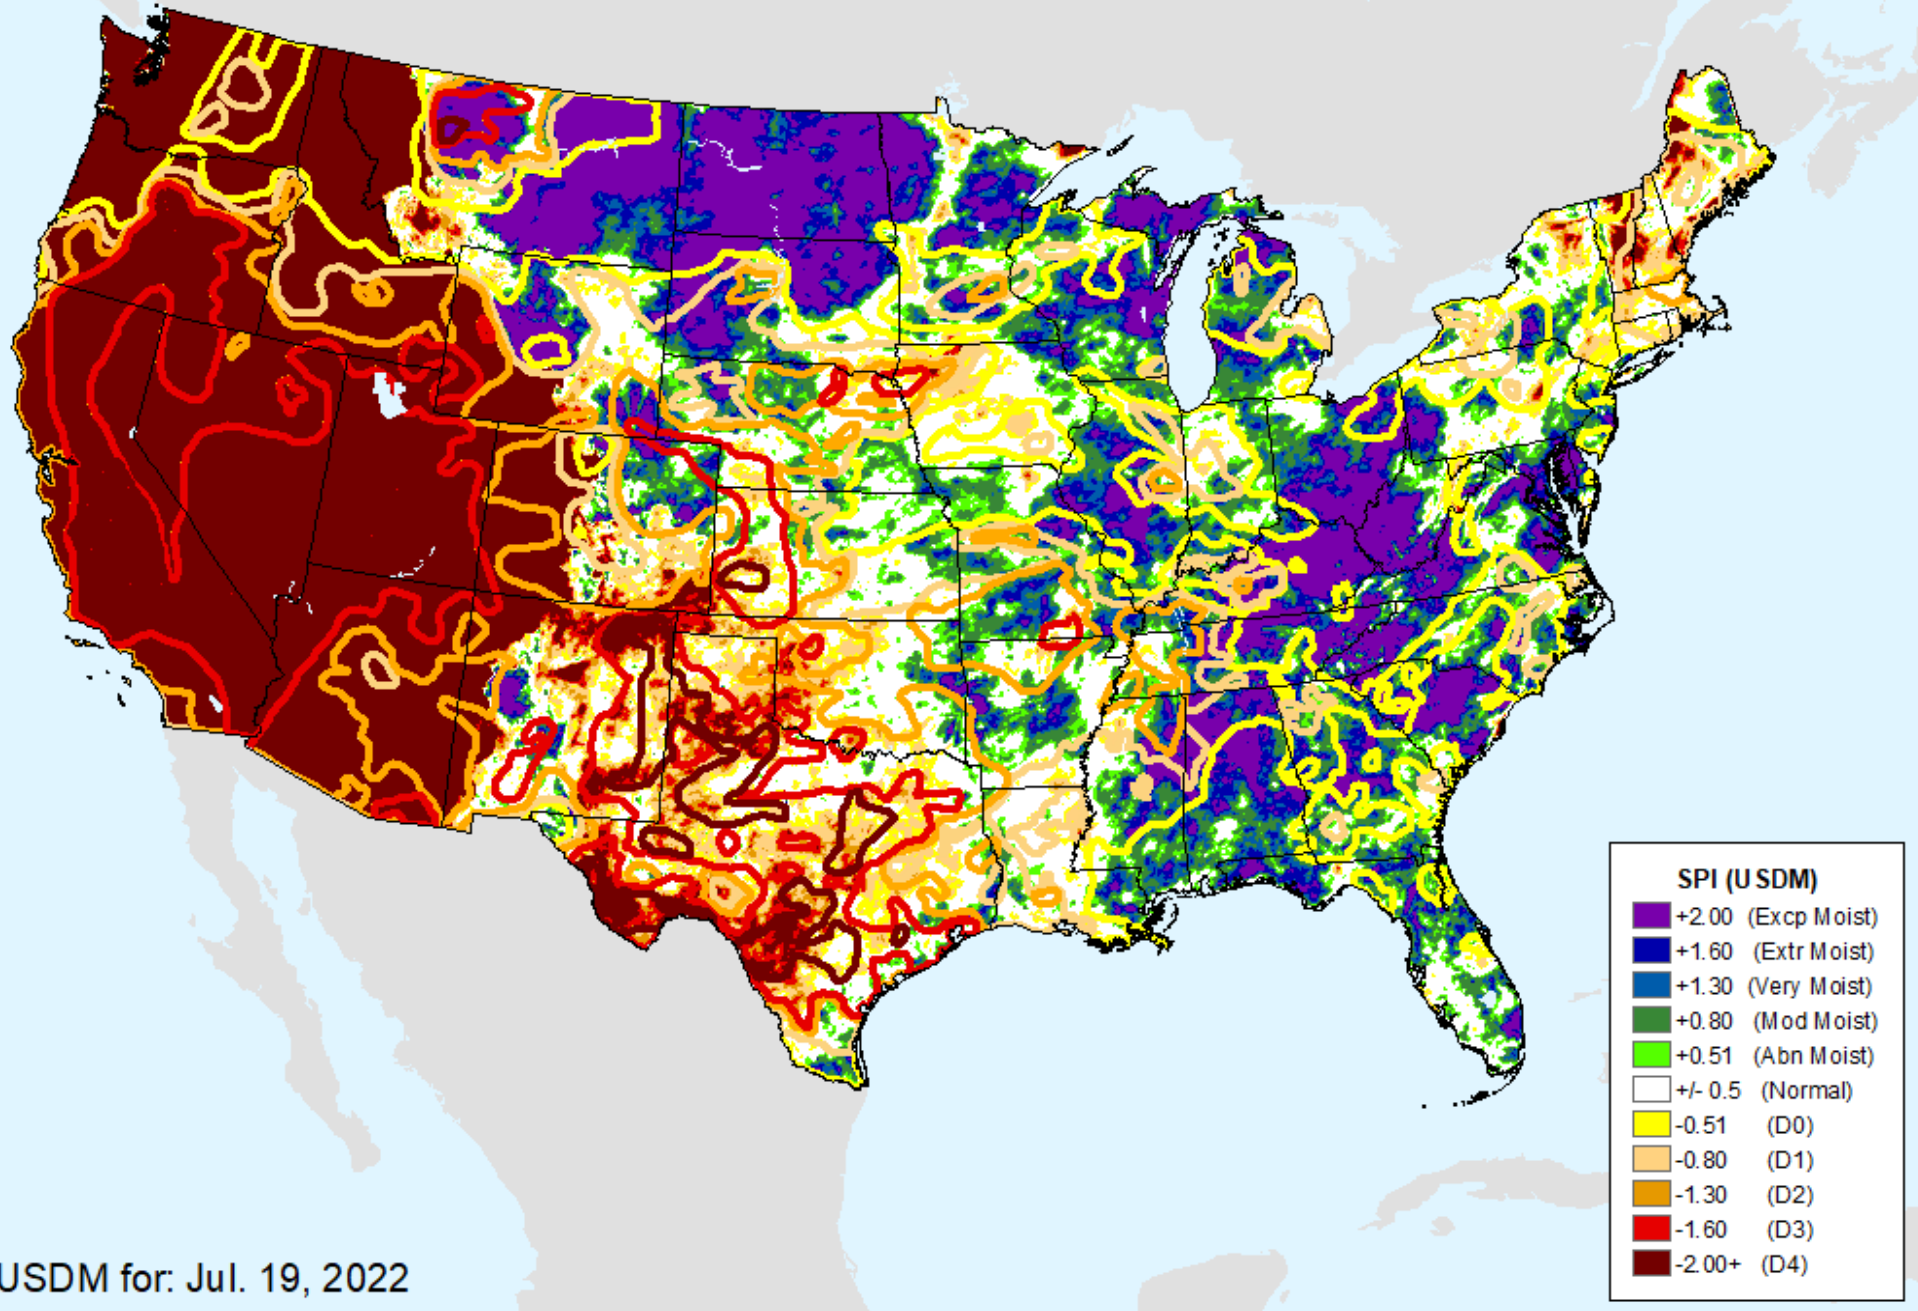 SPI (USDM)
+2.00 (Excp Moist)
+1.60 (Extr Moist)
+1.30 (Very Moist)
+0.80 (Mod Moist)
+0.51 (Abn Moist)
+/- 0.5 (Normal)
-0.51 (D0)
-0.80 (D1)
-1.30 (D2)
-1.60 (D3)
-2.00+ (D4)
USDM for: Jul. 19, 2022